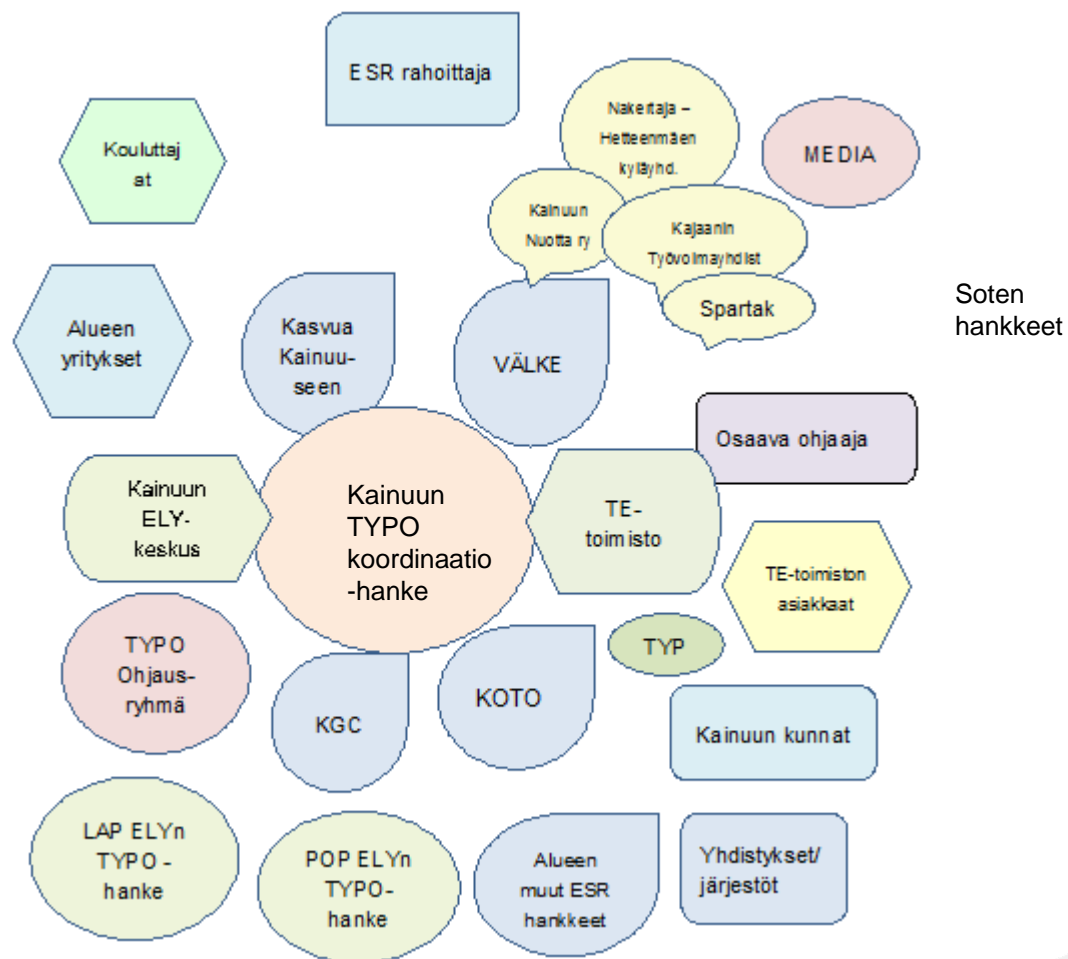 ESR rahoittaja
Nakertaja –
Hetteenmäen
kyläyhd.
MEDIA
Kouluttaj
at
Kainuun
Nuotta ry
Kajaanin
Työvoimayhdist
Spartak
Soten
hankkeet
Alueen
yritykset
Kasvua
Kainuu-
seen
VÄLKE
Osaava ohjaaja
Kainuun
ELY-
keskus
Kainuun
TYPO
koordinaatio
-hanke
TE-
toimisto
TE-toimiston
asiakkaat
TYPO
Ohjaus-
ryhmä
TYP
KGC
KOTO
Kainuun kunnat
LAP ELYn
TYPO -
hanke
POP ELYn
TYPO-
hanke
Alueen
muut ESR
hankkeet
Yhdistykset/
järjestöt